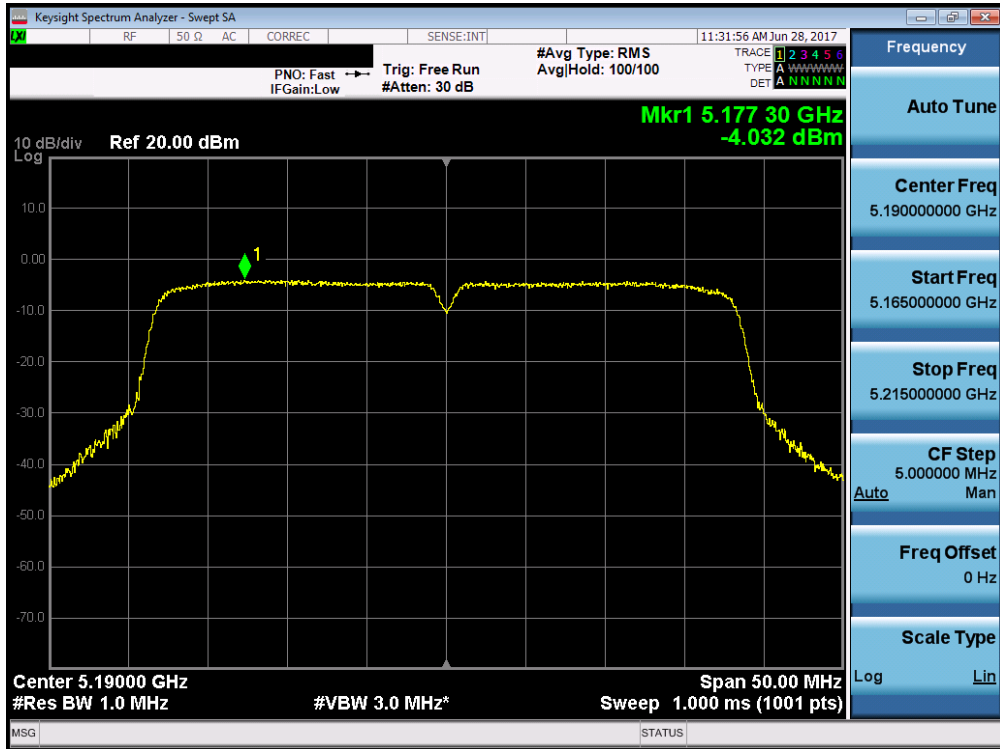 Keysight Spectrum Analyzer - Swept SA
LXI RF 50 Ω AC CORREC SENSE:INT 11:31:56 AM Jun 28, 2017
PNO: Fast
IFGain:Low
Trig: Free Run
#Atten: 30 dB
#Avg Type: RMS
Avg|Hold: 100/100
TRACE 1 2 3 4 5 6
TYPE A WWWWW
DET A N N N N N
Mkr1 5.177 30 GHz
-4.032 dBm
10 dB/div Ref 20.00 dBm
Log
10.0
0.00
-10.0
-20.0
-30.0
-40.0
-50.0
-60.0
-70.0
1
Center 5.19000 GHz Span 50.00 MHz
#Res BW 1.0 MHz #VBW 3.0 MHz* Sweep 1.000 ms (1001 pts)
MSG STATUS
Frequency
Auto Tune
Center Freq
5.190000000 GHz
Start Freq
5.165000000 GHz
Stop Freq
5.215000000 GHz
CF Step
5.000000 MHz
Auto Man
Freq Offset
0 Hz
Scale Type
Log Lin